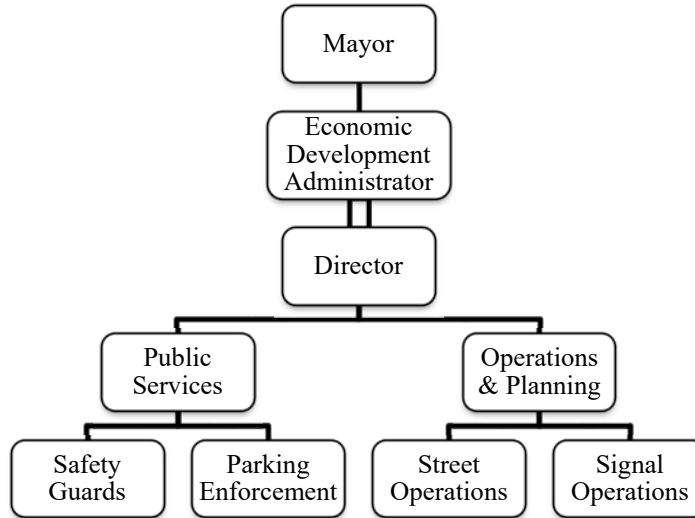 Mayor
Economic
Development
Administrator
Director
Public
Services
Operations
& Planning
Safety
Guards
Parking
Enforcement
Street
Operations
Signal
Operations